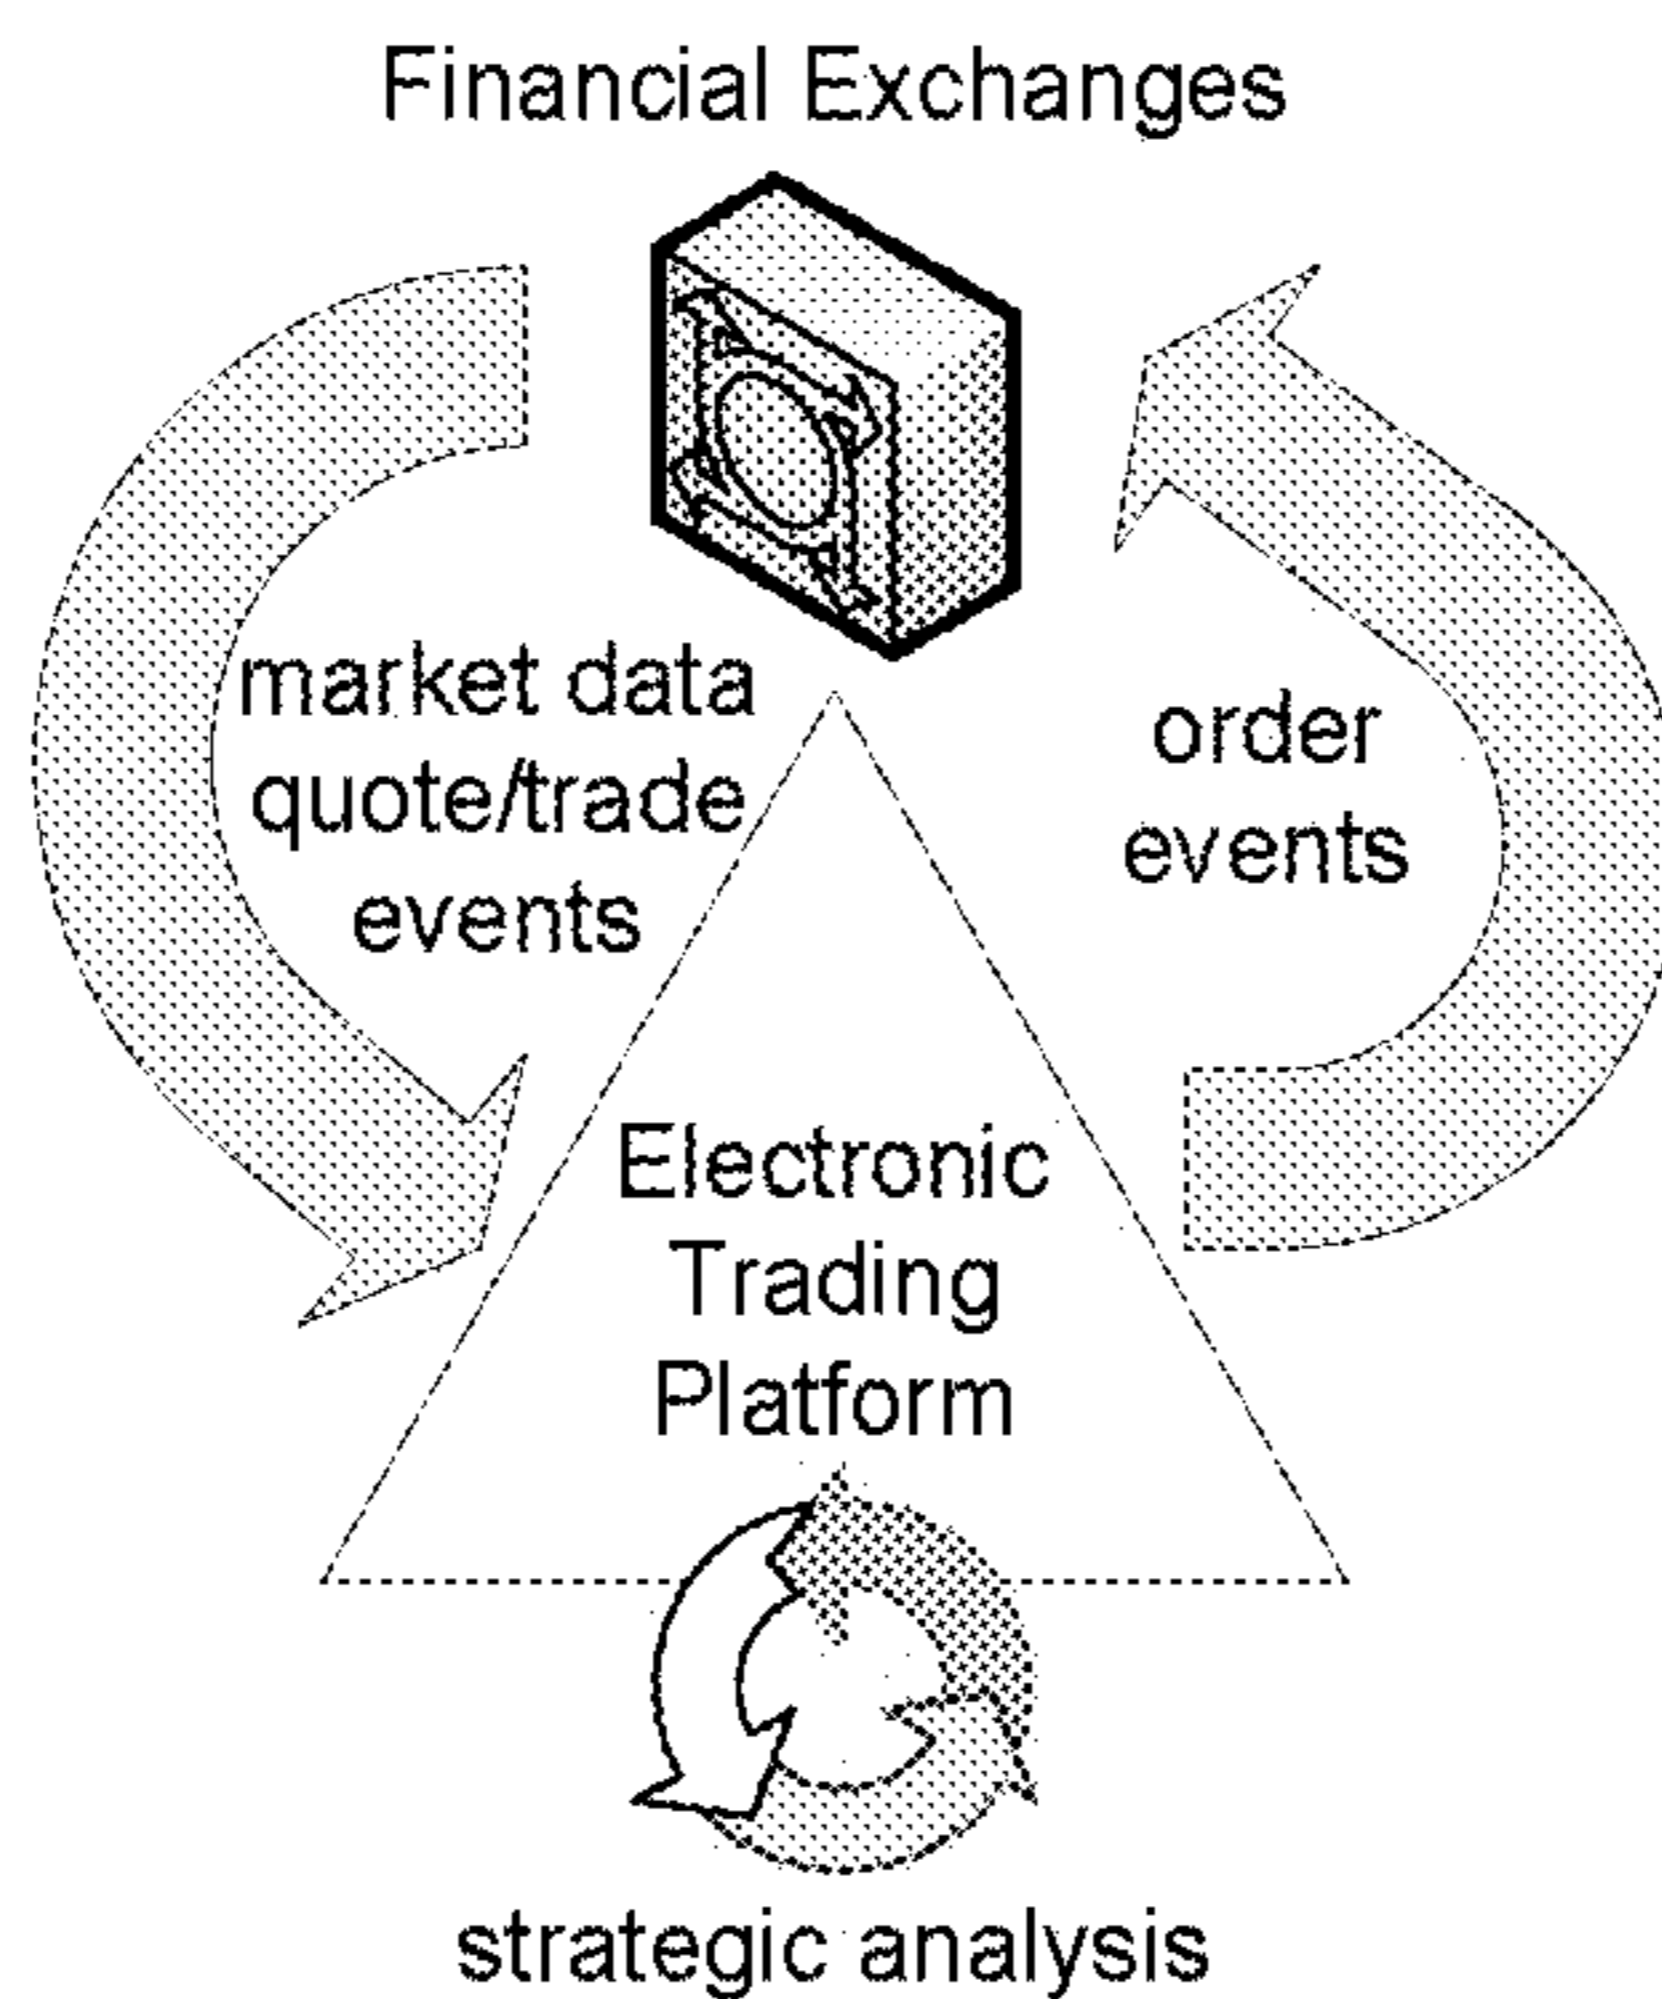 Financial Exchanges
market data
quote/trade
events
order
events
Electronic
Trading
Platform
strategic analysis